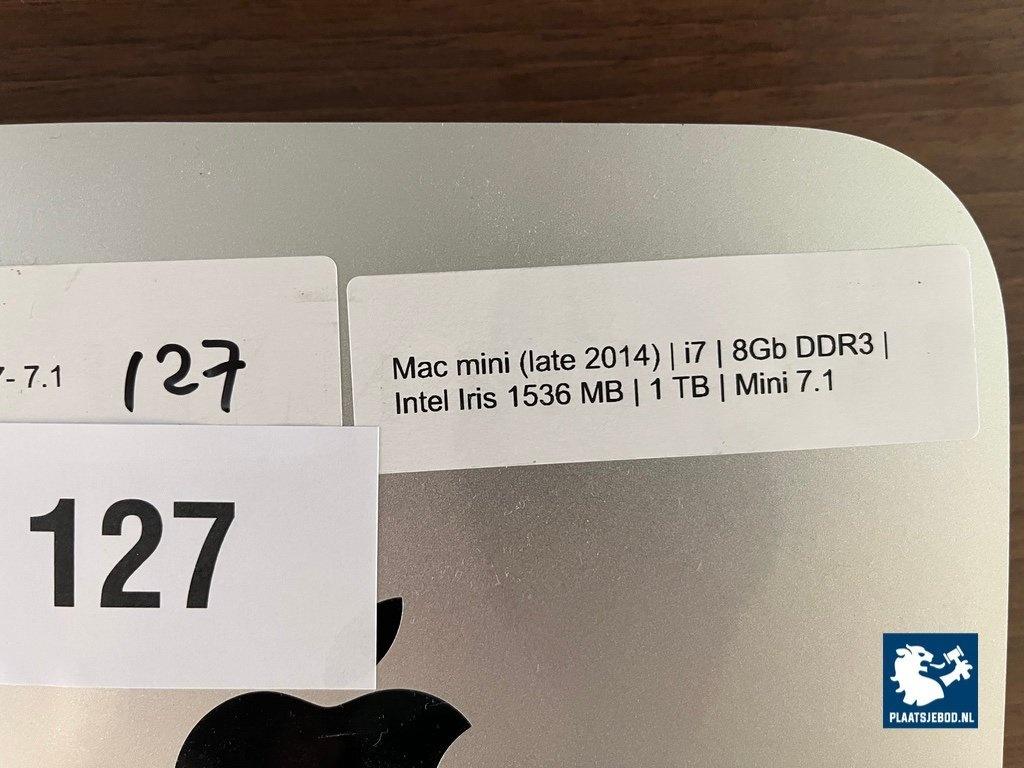 - 7.1 127
Mac mini (late 2014) | i7 | 8Gb DDR3 |
Intel Iris 1536 MB | 1 TB | Mini 7.1
127
PLAATSJEBOD.NL